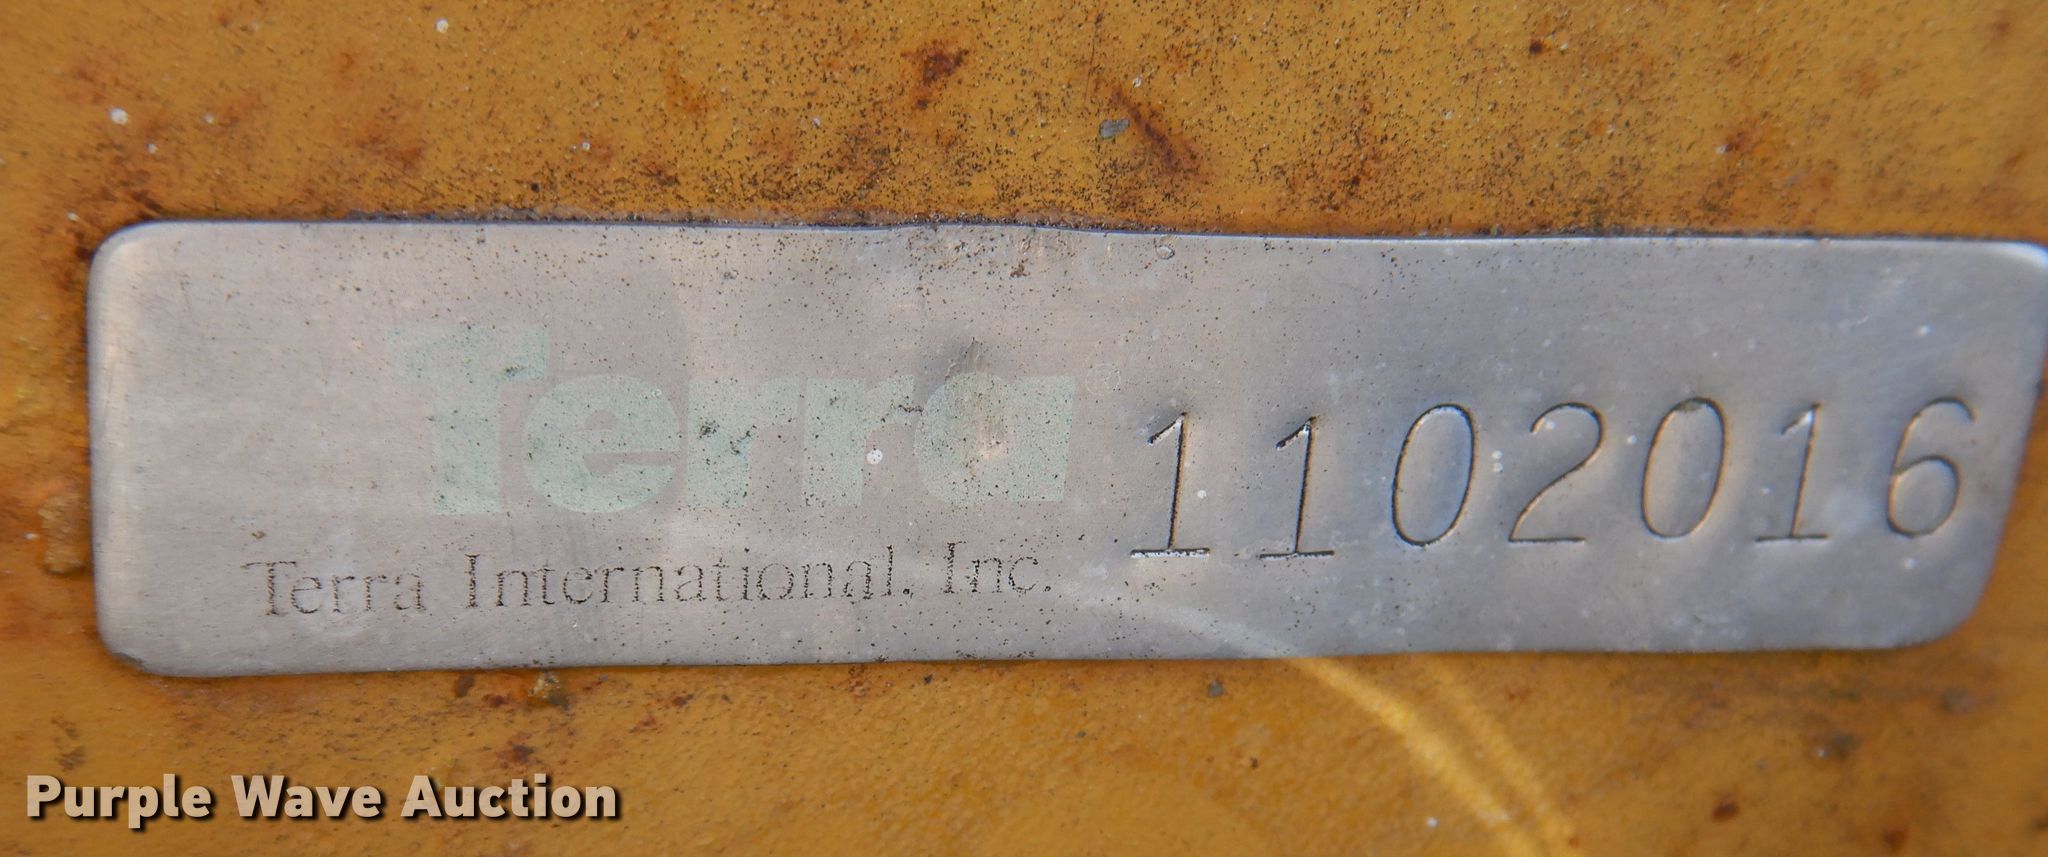 Terra
1102016
Terra International, Inc.
Purple Wave Auction